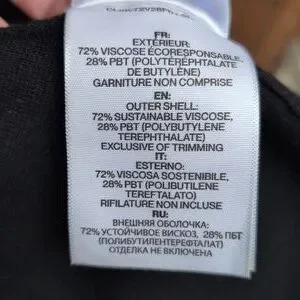 FR:
EXTÉRIEUR:
72% VISCOSE ÉCORESPONSABLE,
28% PBT (POLYTÉRÉPHTALATE
DE BUTYLÈNE)
GARNITURE NON COMPRISE
EN:
OUTER SHELL:
72% SUSTAINABLE VISCOSE,
28% PBT (POLYBUTYLENE
TEREPHTHALATE)
EXCLUSIVE OF TRIMMING
IT:
ESTERNO:
72% VISCOSA SOSTENIBILE,
28% PBT (POLIBUTILENE
TEREFTALAT)
RIFILATURE NON INCLUSE
RU:
ВНЕШНЯЯ ОБОЛОЧКА:
72% УСТОЙЧИВОЕ ВИСКОЗ, 28% ПБТ
(ПОЛИБУТИЛЕНТЕРЕФТАЛАТ)
ОТДЕЛКА НЕ ВКЛЮЧЕНА